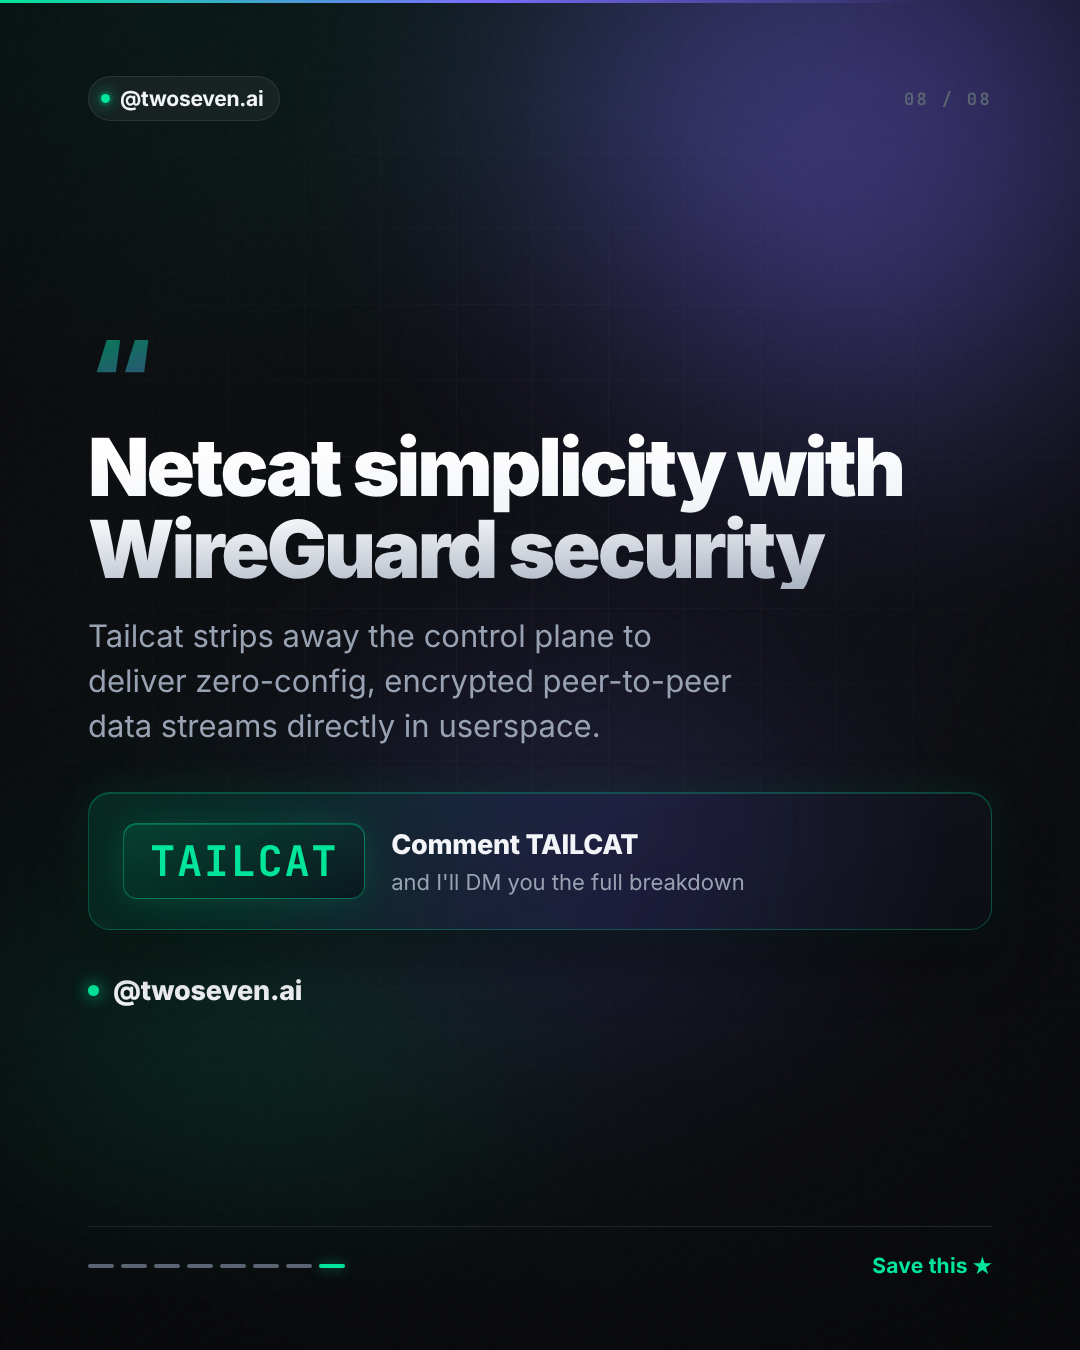 @twoseven.ai
08 / 08
"
Netcat simplicity with
WireGuard security
Tailcat strips away the control plane to
deliver zero-config, encrypted peer-to-peer
data streams directly in userspace.
TAILCAT
Comment TAILCAT
and I'll DM you the full breakdown
@twoseven.ai
Save this ★